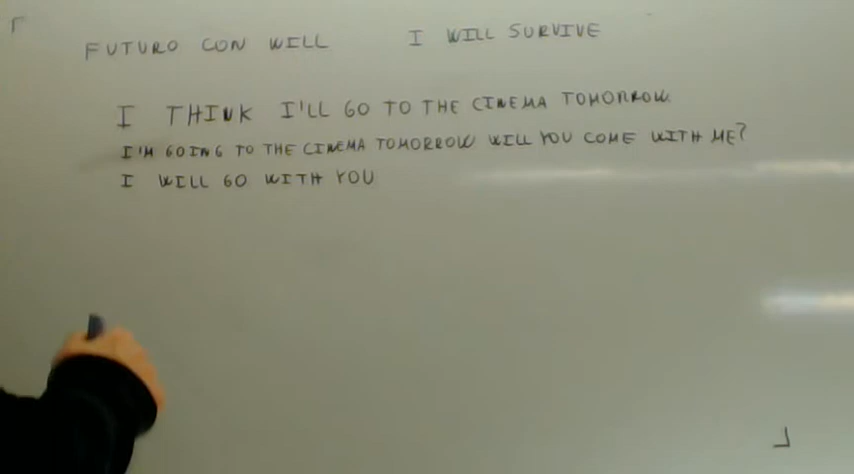 FUTURO CON WILL I WILL SURVIVE
I THINK I'LL GO TO THE CINEMA TOMORROW
I'M GOING TO THE CINEMA TOMORROW WILL YOU COME WITH ME?
I WILL GO WITH YOU